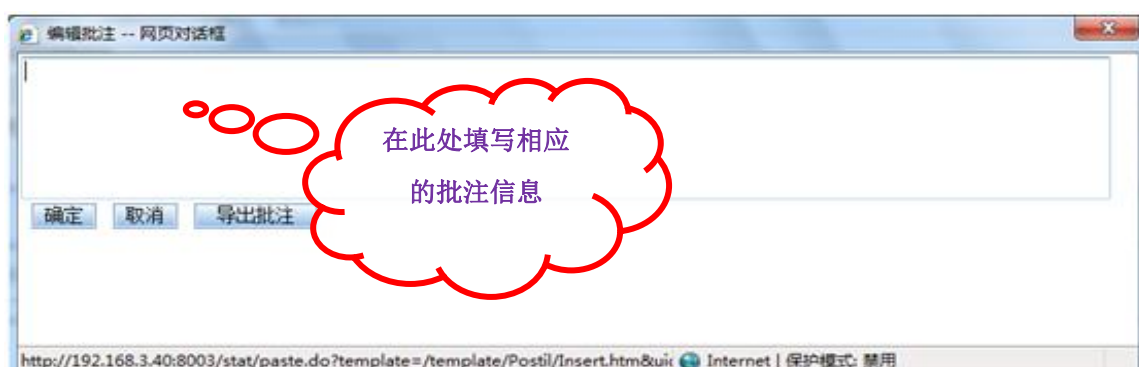 编辑批注 -- 网页对话框
在此处填写相应
的批注信息
确定 取消 导出批注
http://192.168.3.40:8003/stat/paste.do?template=/template/Postil/Insert.htm&uic Internet | 保护模式: 禁用